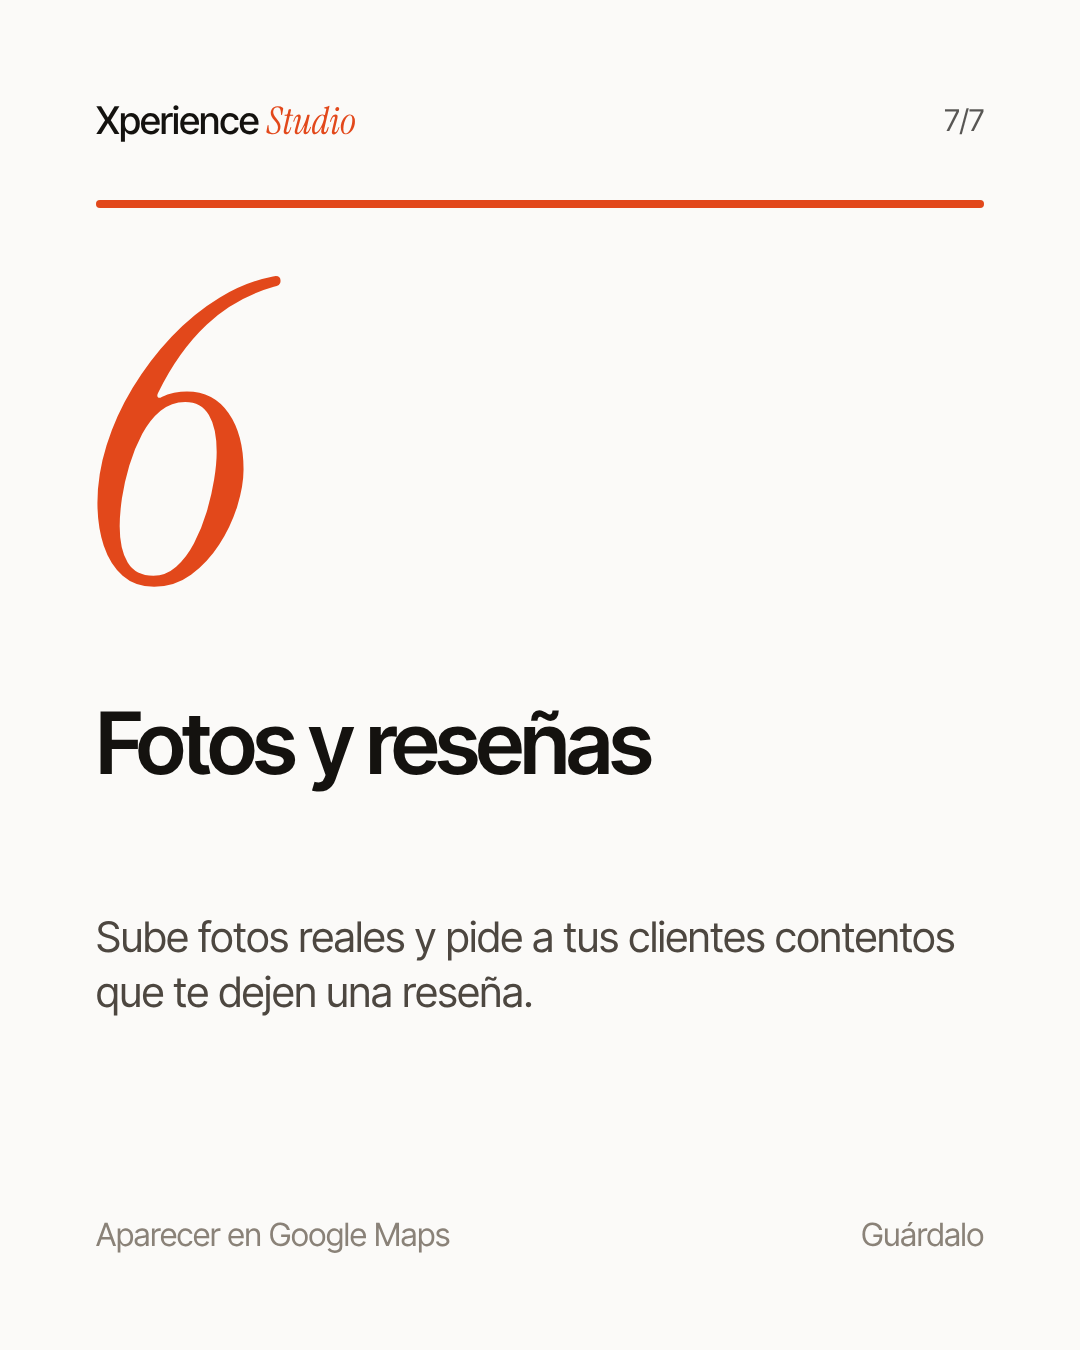 Xperience Studio
7/7
6
Fotos y reseñas
Sube fotos reales y pide a tus clientes contentos
que te dejen una reseña.
Aparecer en Google Maps
Guárdalo